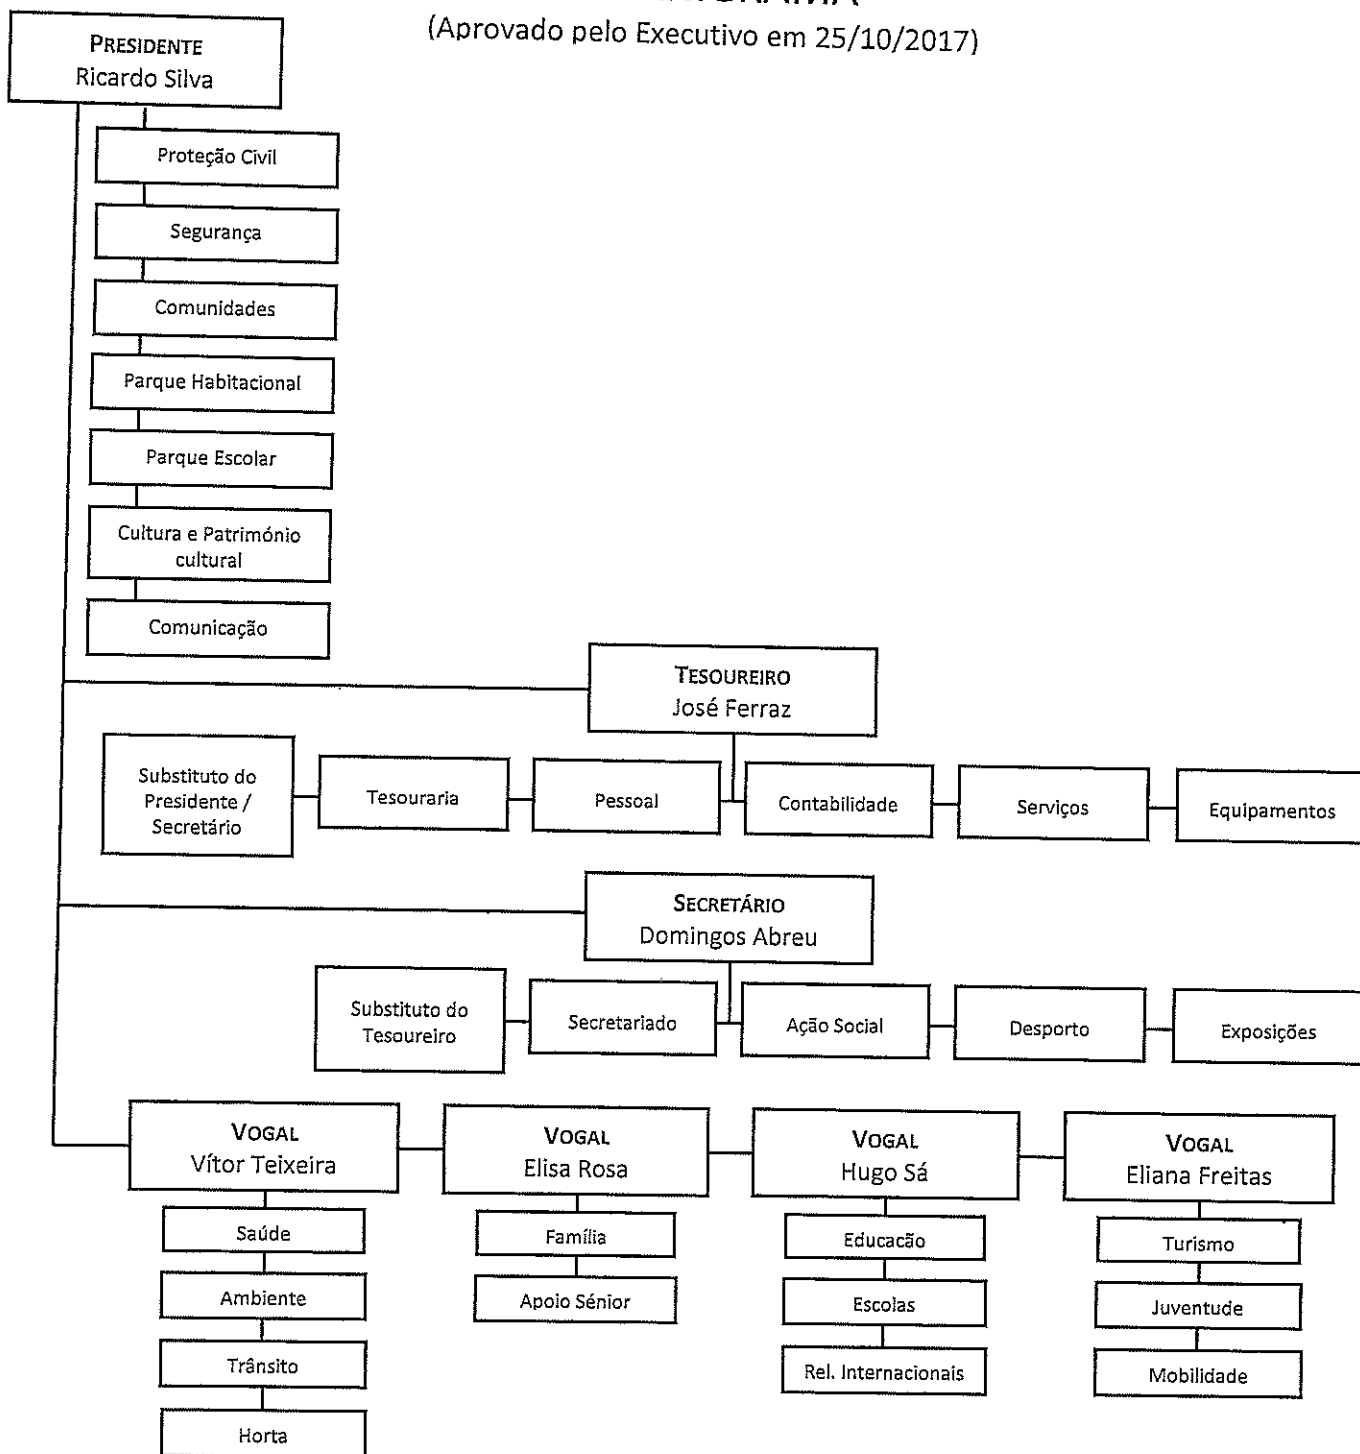 (Aprovado pelo Executivo em 25/10/2017)
PRESIDENTE
Ricardo Silva
Proteção Civil
Segurança
Comunidades
Parque Habitacional
Parque Escolar
Cultura e Património
cultural
Comunicação
TESOUREIRO
José Ferraz
Substituto do
Presidente /
Secretário
Tesouraria
Pessoal
Contabilidade
Serviços
Equipamentos
SECRETÁRIO
Domingos Abreu
Substituto do
Tesoureiro
Secretariado
Ação Social
Desporto
Exposições
VOGAL
Vítor Teixeira
Saúde
Ambiente
Trânsito
Horta
VOGAL
Elisa Rosa
Família
Apoio Sénior
VOGAL
Hugo Sá
Educação
Escolas
Rel. Internacionais
VOGAL
Eliana Freitas
Turismo
Juventude
Mobilidade